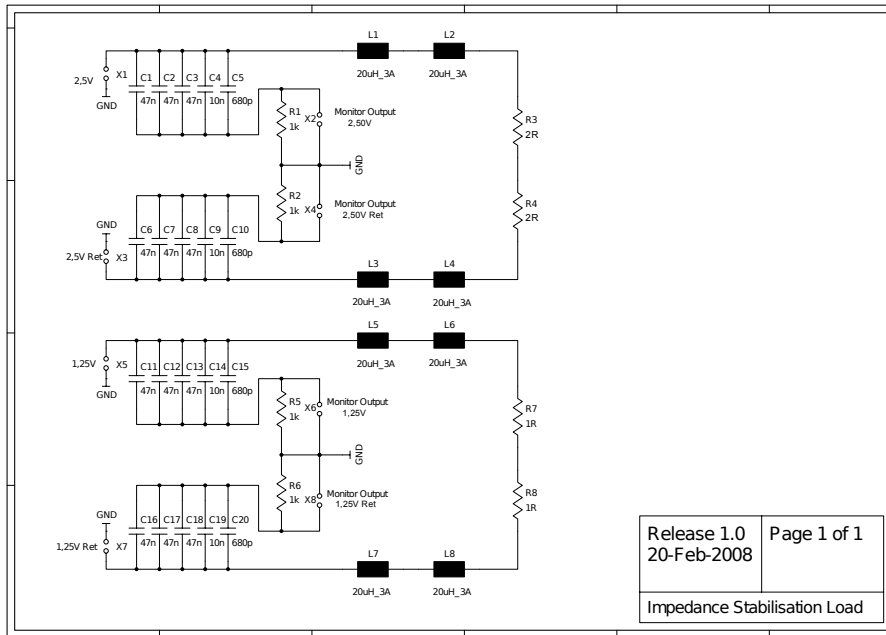 L1 L2
20uH_3A 20uH_3A
2,5V X1 C1 C2 C3 C4 C5
47n 47n 47n 10n 680p
GND
R1 1k X2 Monitor Output 2,50V
R3 2R
GND
R2 1k X4 Monitor Output 2,50V Ret
R4 2R
GND
2,5V Ret X3 C6 C7 C8 C9 C10
47n 47n 47n 10n 680p
L3 L4
20uH_3A 20uH_3A
L5 L6
20uH_3A 20uH_3A
1,25V X5 C11 C12 C13 C14 C15
47n 47n 47n 10n 680p
GND
R5 1k X6 Monitor Output 1,25V
R7 1R
GND
R6 1k X8 Monitor Output 1,25V Ret
R8 1R
GND
1,25V Ret X7 C16 C17 C18 C19 C20
47n 47n 47n 10n 680p
L7 L8
20uH_3A 20uH_3A
Release 1.0
20-Feb-2008
Page 1 of 1
Impedance Stabilisation Load